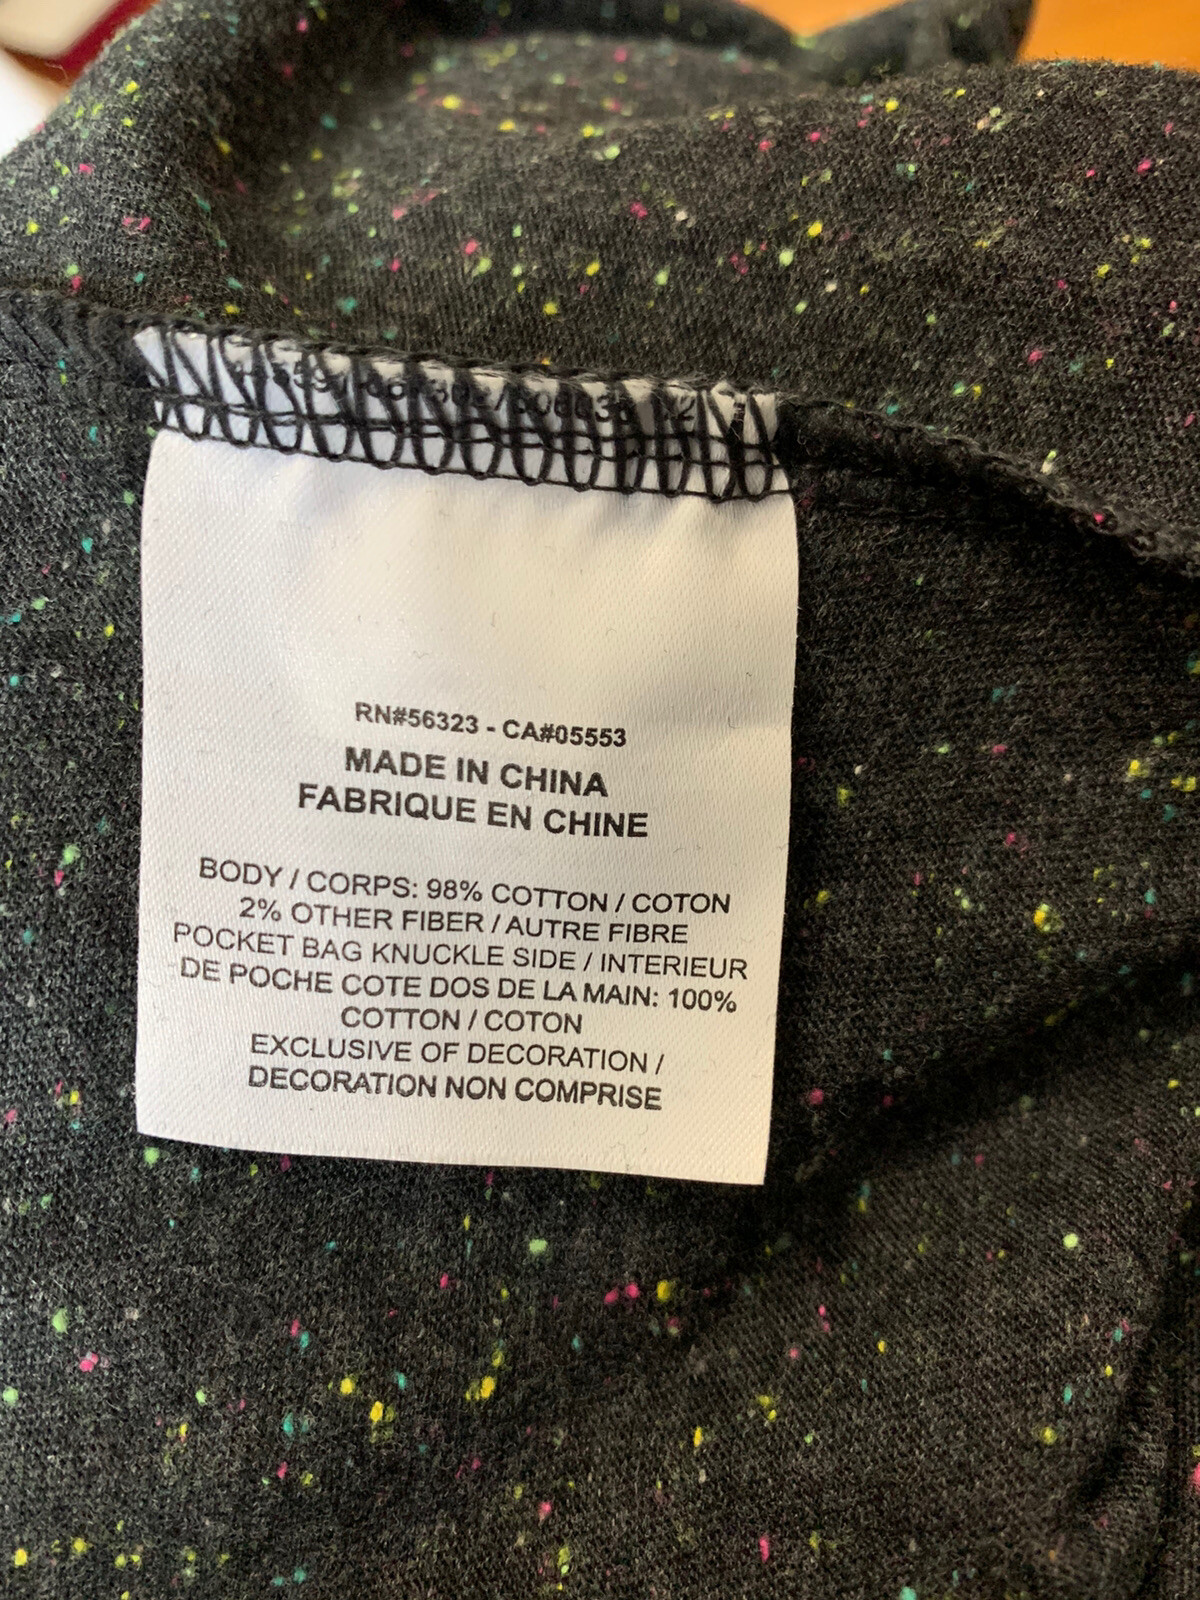 RN#56323 - CA#05553
MADE IN CHINA
FABRIQUE EN CHINE
BODY / CORPS: 98% COTTON / COTON
2% OTHER FIBER / AUTRE FIBRE
POCKET BAG KNUCKLE SIDE / INTERIEUR
DE POCHE COTE DOS DE LA MAIN: 100%
COTTON / COTON
EXCLUSIVE OF DECORATION /
DECORATION NON COMPRISE